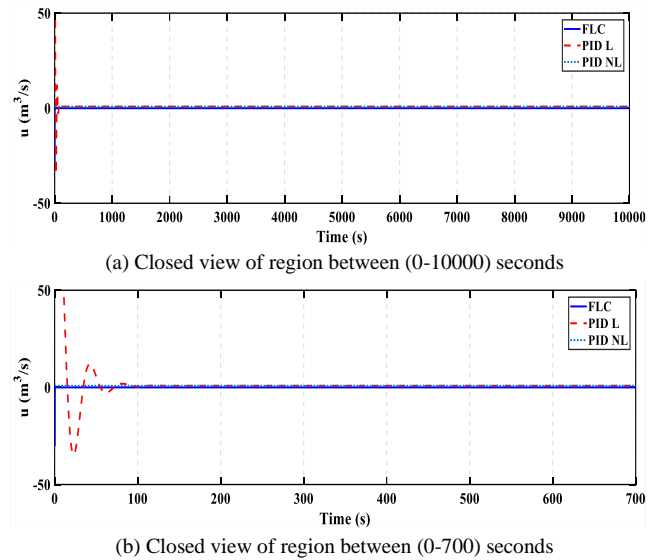 50
FLC
PID L
PID NL
u (m³/s)
0
-50
0 1000 2000 3000 4000 5000 6000 7000 8000 9000 10000
Time (s)
(a) Closed view of region between (0-10000) seconds
50
FLC
PID L
PID NL
u (m³/s)
0
-50
0 100 200 300 400 500 600 700
Time (s)
(b) Closed view of region between (0-700) seconds